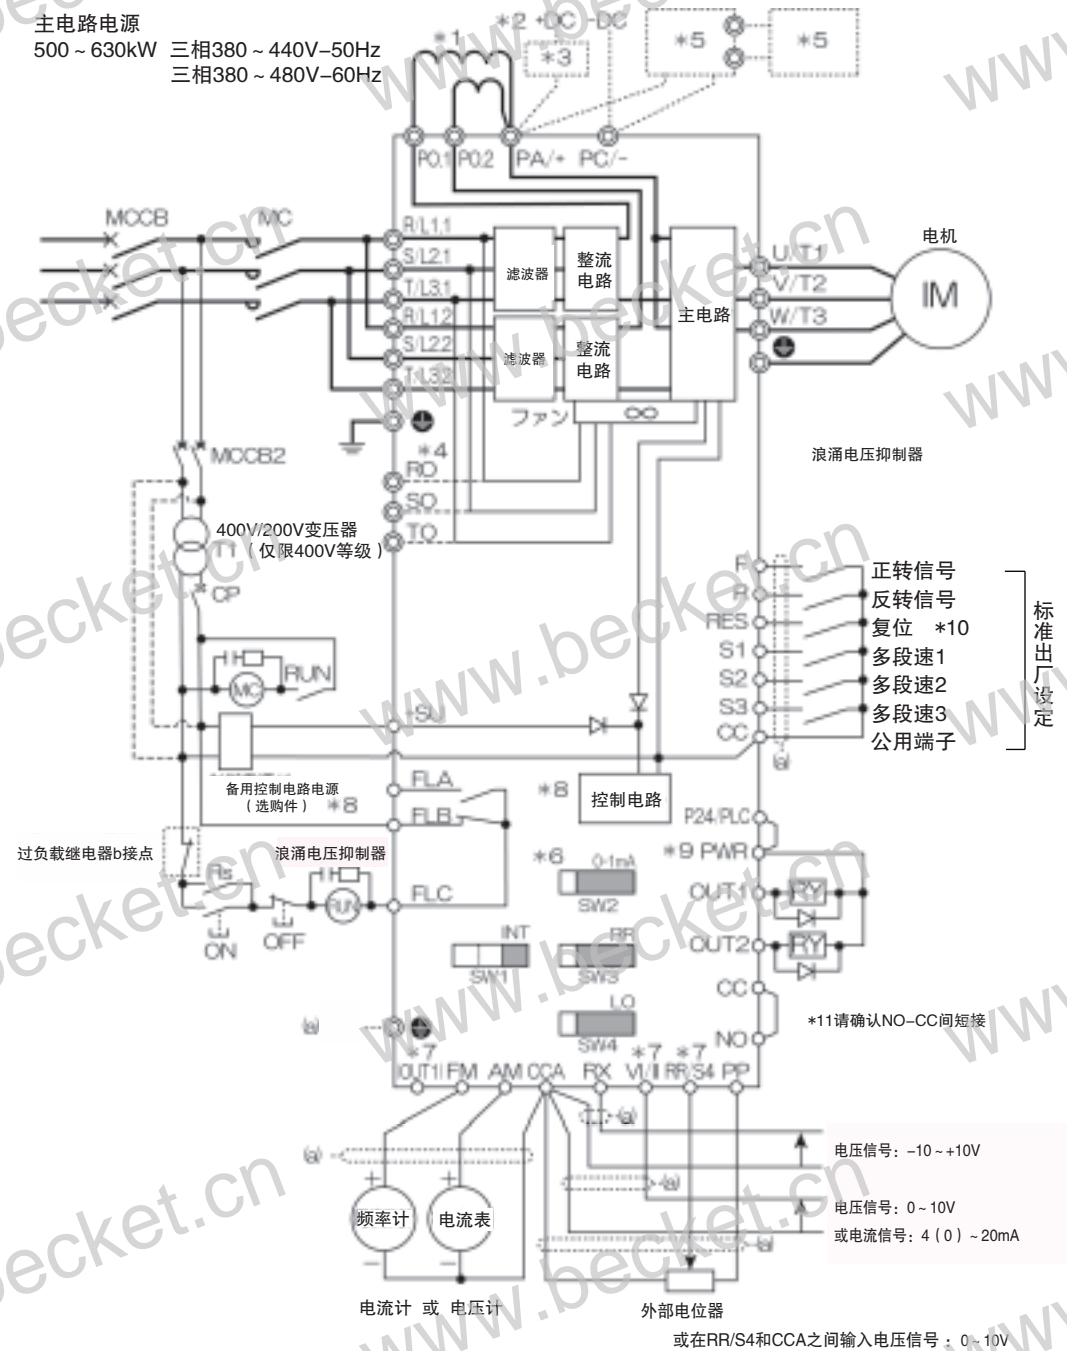 主电路电源
500～630kW 三相380～440V-50Hz
三相380～480V-60Hz
*1
*2 +DC -DC
*3
*5
*5
PO.1
PO.2
PA/+
PC/-
MCCB
MC
R/L1.1
S/L2.1
T/L3.1
R/L1.2
S/L2.2
T/L3.2
滤波器
整流
电路
滤波器
整流
电路
主电路
U/T1
V/T2
W/T3
电机
IM
ファン
*4
RO
SO
TO
MCCB2
400V/200V变压器
T1（仅限400V等级）
CP
浪涌电压抑制器
F 正转信号
R 反转信号
RES 复位 *10
S1 多段速1
S2 多段速2
S3 多段速3
CC 公用端子
标准出厂设定
(a)
MC
RUN
+SU
备用控制电路电源
（选购件） *8
FLA
FLB
FLC
*8
控制电路
过负载继电器b接点
浪涌电压抑制器
Rs
RUN
ON
OFF
P24/PLC
*9 PWR
OUT1
RY
OUT2
RY
CC
NO
*11请确认NO-CC间短接
*6
0-1mA
SW2
INT
SW1
RR
SW3
LO
SW4
(a)
*7
*7
*7
OUT1I
FM
AM
CCA
RX
VI/II
RR/S4
PP
(a)
(a)
(a)
(a)
+
+
频率计
电流表
−
−
电压信号：-10～+10V
电压信号：0～10V
或电流信号：4（0）～20mA
电流计 或 电压计
外部电位器
或在RR/S4和CCA之间输入电压信号 ：0～10V
www.becket.cn